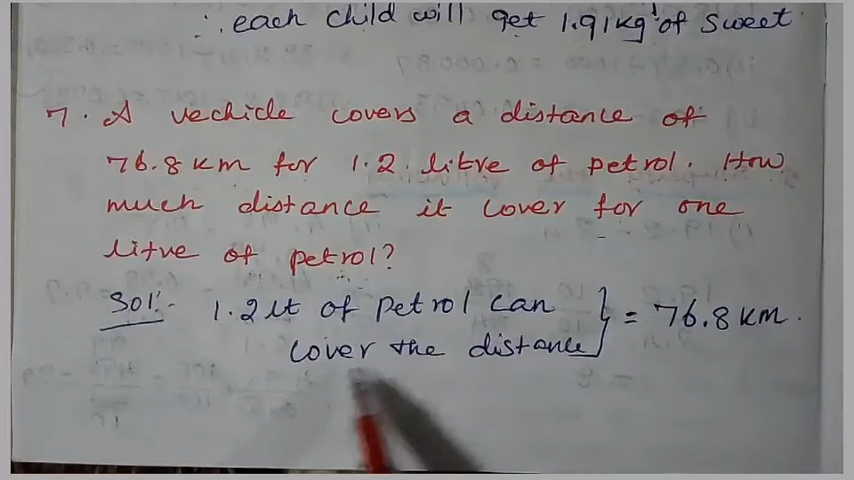 ∴ each child will get 1.91kg of sweet
7. A vechicle covers a distance of
76.8 km for 1.2 litre of petrol. How
much distance it cover for one
litre of petrol?
Sol:- 1.2 lt of petrol can
cover the distance } = 76.8 km.